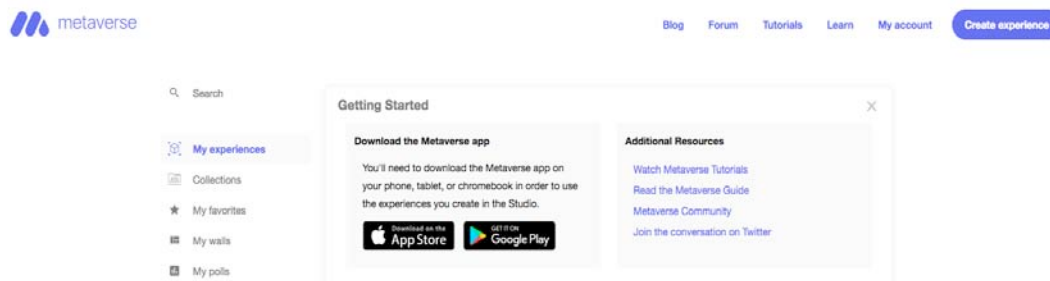 metaverse
Blog Forum Tutorials Learn My account Create experience
Search
My experiences
Collections
My favorites
My walls
My polls
Getting Started
Download the Metaverse app
You'll need to download the Metaverse app on
your phone, tablet, or chromebook in order to use
the experiences you create in the Studio.
Download on the
App Store
GET IT ON
Google Play
Additional Resources
Watch Metaverse Tutorials
Read the Metaverse Guide
Metaverse Community
Join the conversation on Twitter